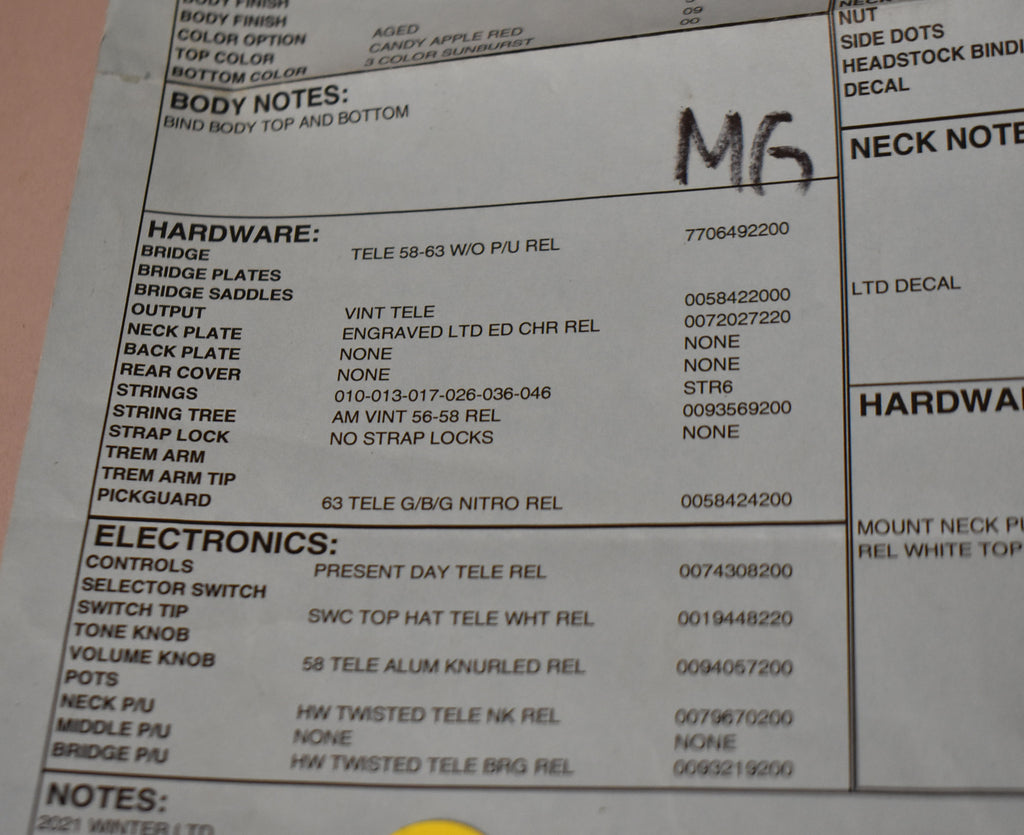 BODY FINISH
BODY FINISH AGED 09
COLOR OPTION CANDY APPLE RED 00
TOP COLOR 3 COLOR SUNBURST
BOTTOM COLOR
BODY NOTES:
BIND BODY TOP AND BOTTOM
MG
HARDWARE:
BRIDGE TELE 58-63 W/O P/U REL 7706492200
BRIDGE PLATES
BRIDGE SADDLES
OUTPUT VINT TELE 0058422000
NECK PLATE ENGRAVED LTD ED CHR REL 0072027220
BACK PLATE NONE NONE
REAR COVER NONE NONE
STRINGS 010-013-017-026-036-046 STR6
STRING TREE AM VINT 56-58 REL 0093569200
STRAP LOCK NO STRAP LOCKS NONE
TREM ARM
TREM ARM TIP
PICKGUARD 63 TELE G/B/G NITRO REL 0058424200
ELECTRONICS:
CONTROLS PRESENT DAY TELE REL 0074308200
SELECTOR SWITCH
SWITCH TIP SWC TOP HAT TELE WHT REL 0019448220
TONE KNOB
VOLUME KNOB 58 TELE ALUM KNURLED REL 0094057200
POTS
NECK P/U HW TWISTED TELE NK REL 0079670200
MIDDLE P/U NONE NONE
BRIDGE P/U HW TWISTED TELE BRG REL 0093219200
NOTES:
2021 WINTER LTD
NUT
SIDE DOTS
HEADSTOCK BINDI
DECAL
NECK NOTE
LTD DECAL
HARDWA
MOUNT NECK
REL WHITE TOP